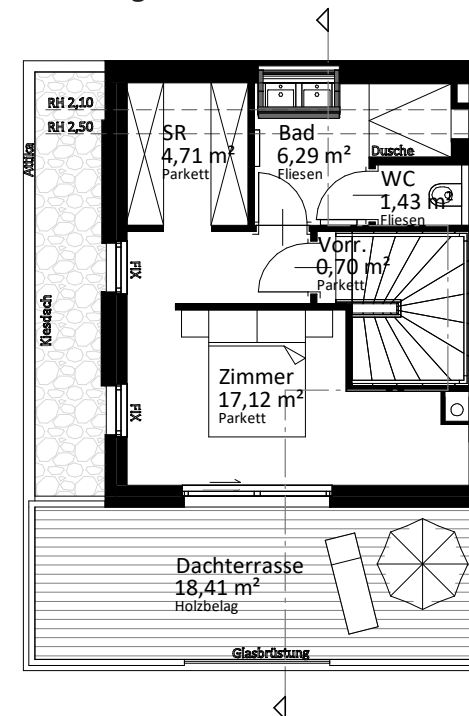 RH 2,10
RH 2,50
Attika
SR
4,71 m²
Parkett
Bad
6,29 m²
Fliesen
Dusche
WC
1,43 m²
Fliesen
Vorr.
0,70 m²
Parkett
FIX
Kiesdach
Zimmer
17,12 m²
Parkett
FIX
Dachterrasse
18,41 m²
Holzbelag
Glasbrüstung